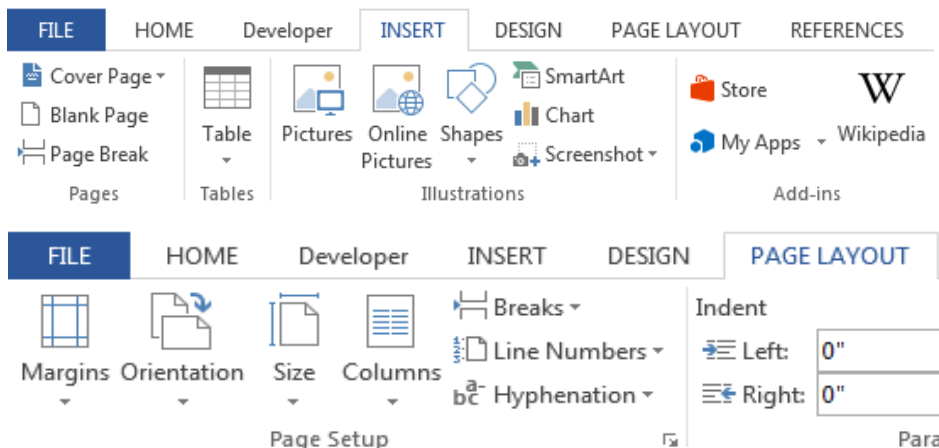 FILE HOME Developer INSERT DESIGN PAGE LAYOUT REFERENCES
Cover Page
Blank Page
Page Break
Pages
Table
Tables
Pictures
Online
Pictures
Shapes
SmartArt
Chart
Screenshot
Illustrations
Store
My Apps
W
Wikipedia
Add-ins
FILE HOME Developer INSERT DESIGN PAGE LAYOUT
Margins
Orientation
Size
Columns
Breaks
Line Numbers
Hyphenation
Page Setup
Indent
Left: 0"
Right: 0"
Para